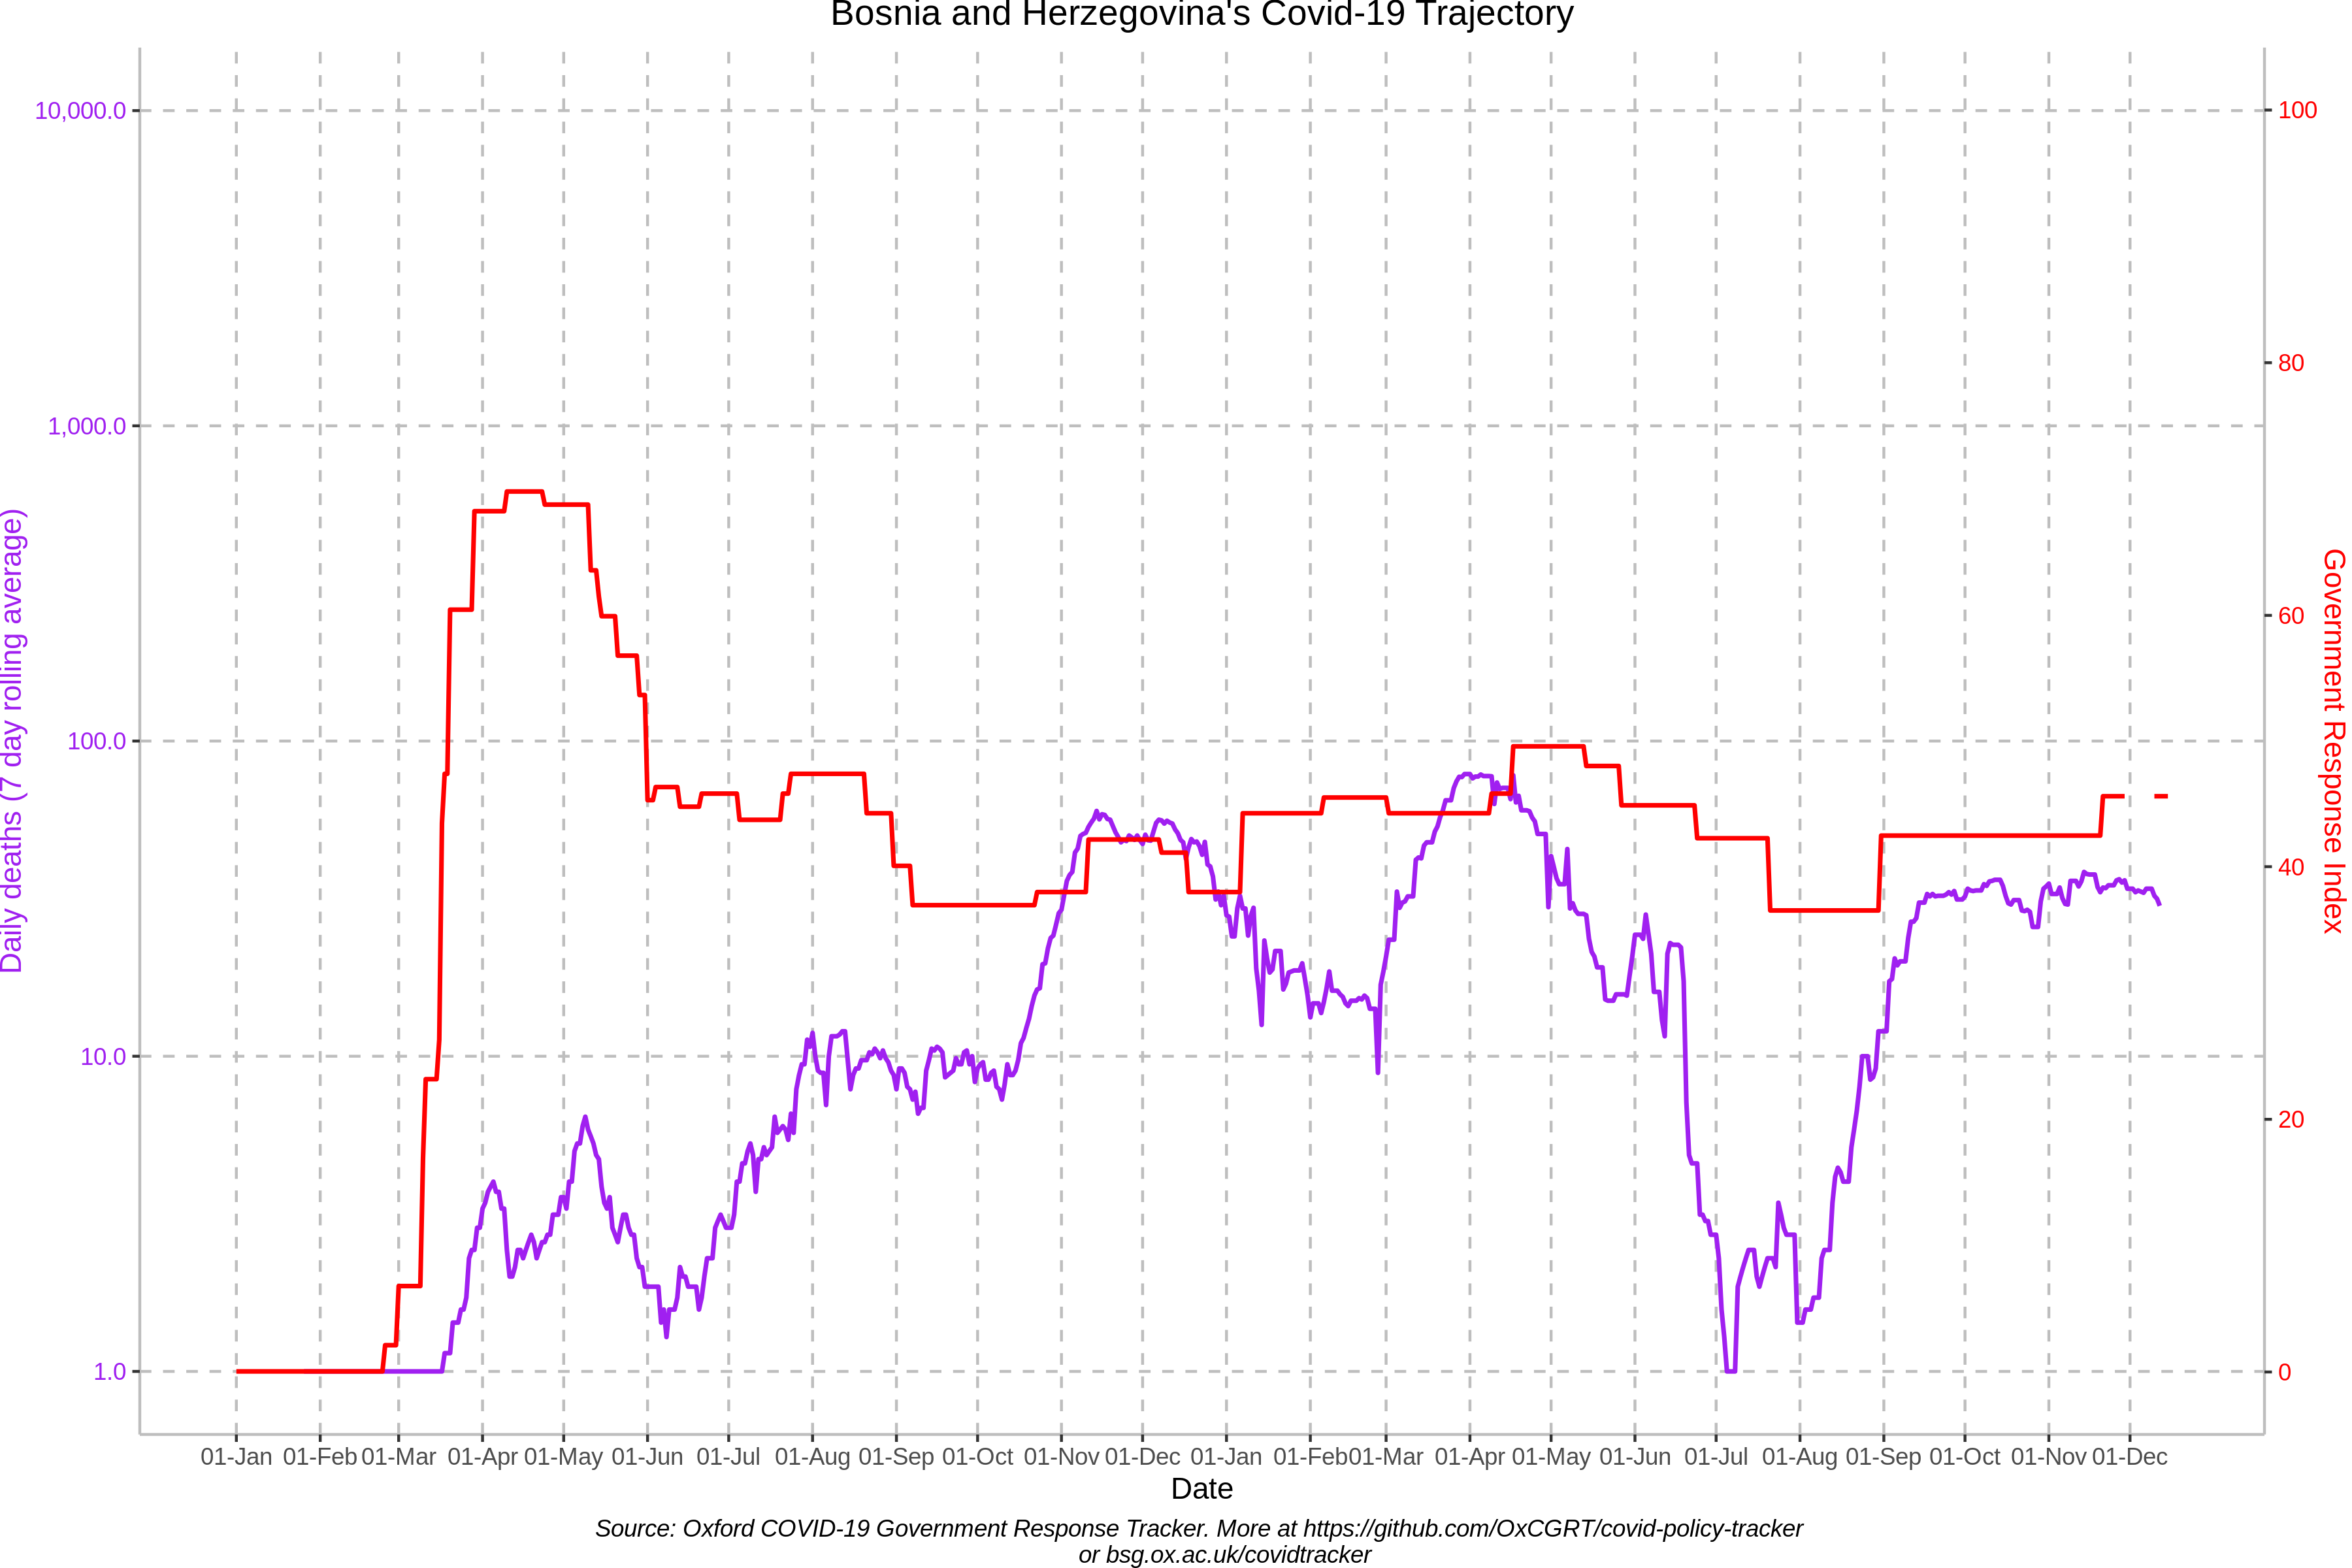 Bosnia and Herzegovina's Covid-19 Trajectory
Daily deaths (7 day rolling average)
10,000.0
1,000.0
100.0
10.0
1.0
100
80
60
40
20
0
Government Response Index
01-Jan 01-Feb 01-Mar 01-Apr 01-May 01-Jun 01-Jul 01-Aug 01-Sep 01-Oct 01-Nov 01-Dec 01-Jan 01-Feb 01-Mar 01-Apr 01-May 01-Jun 01-Jul 01-Aug 01-Sep 01-Oct 01-Nov 01-Dec
Date
Source: Oxford COVID-19 Government Response Tracker. More at https://github.com/OxCGRT/covid-policy-tracker
or bsg.ox.ac.uk/covidtracker